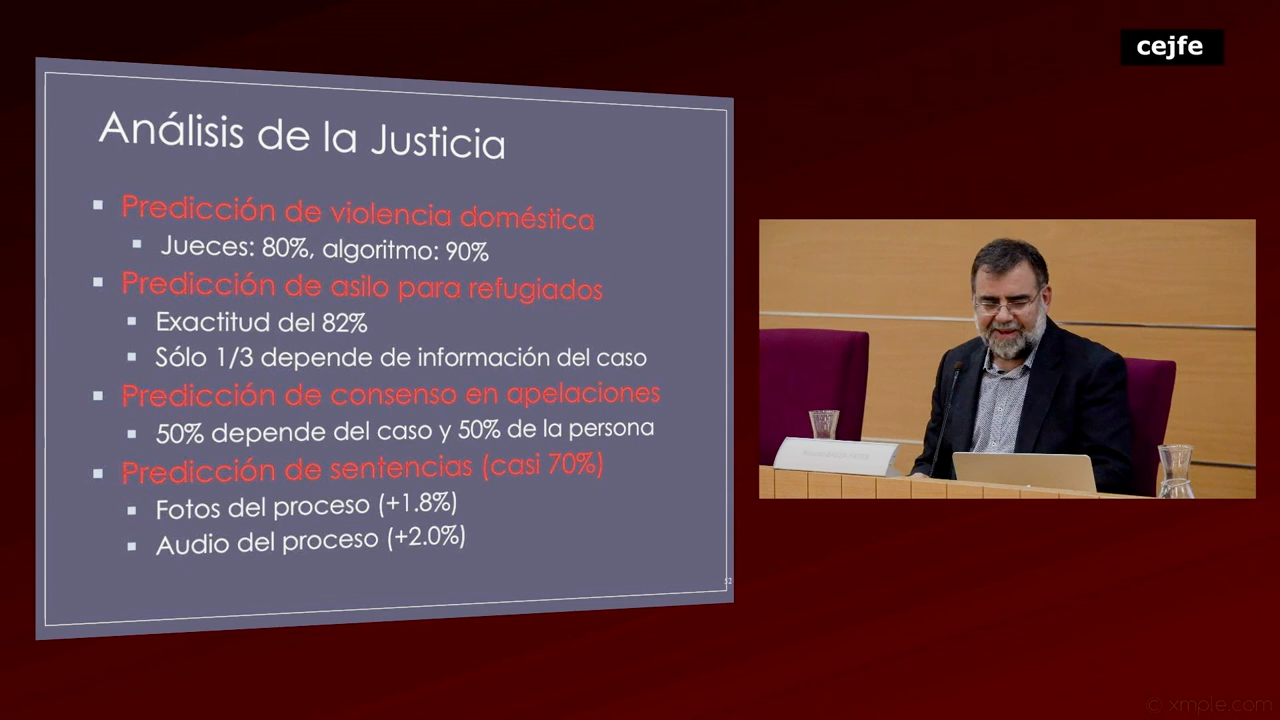 cejfe
Análisis de la Justicia
▪ Predicción de violencia doméstica
▪ Jueces: 80%, algoritmo: 90%
▪ Predicción de asilo para refugiados
▪ Exactitud del 82%
▪ Sólo 1/3 depende de información del caso
▪ Predicción de consenso en apelaciones
▪ 50% depende del caso y 50% de la persona
▪ Predicción de sentencias (casi 70%)
▪ Fotos del proceso (+1.8%)
▪ Audio del proceso (+2.0%)
52
© xmple.com